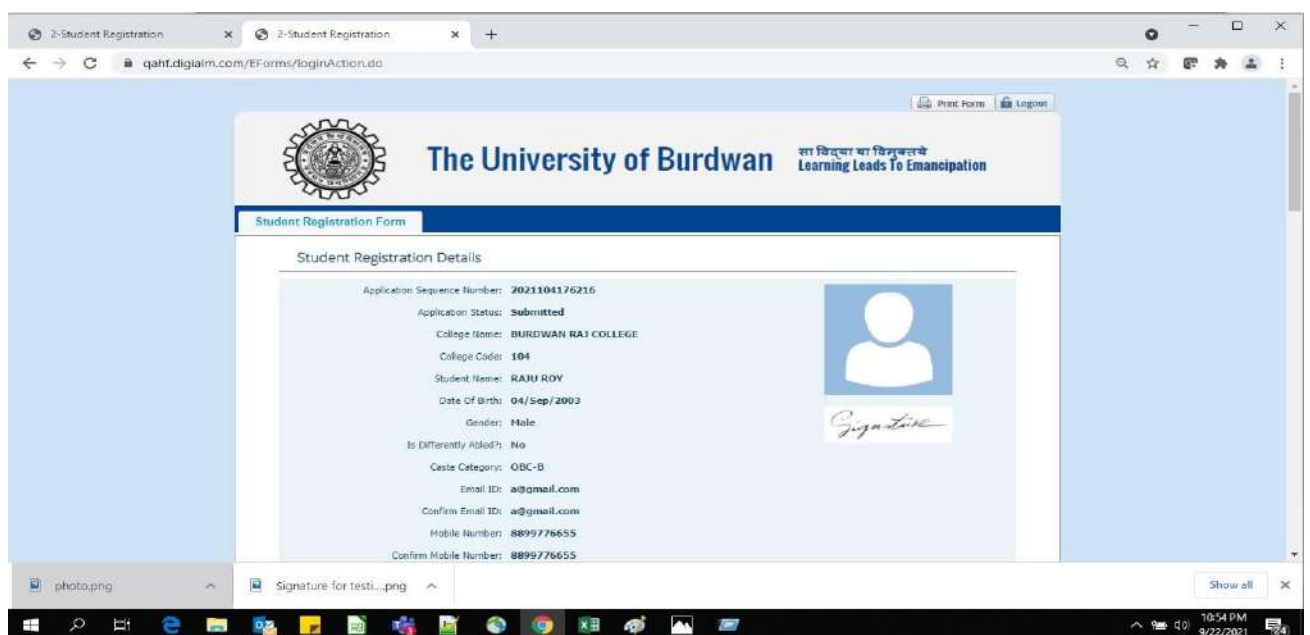 2-Student Registration
2-Student Registration
qahf.digialm.com/EForms/loginAction.do
Print Form
Logout
The University of Burdwan
सा विद्या या विमुक्तये
Learning Leads To Emancipation
Student Registration Form
Student Registration Details
Application Sequence Number: 2021104176216
Application Status: Submitted
College Name: BURDWAN RAJ COLLEGE
College Code: 104
Student Name: RAJU ROY
Date Of Birth: 04/Sep/2003
Gender: Male
Is Differently Abled?: No
Caste Category: OBC-B
Email ID: a@gmail.com
Confirm Email ID: a@gmail.com
Mobile Number: 8899776655
Confirm Mobile Number: 8899776655
Signature
photo.png
Signature for testi....png
Show all
10:54 PM
9/22/2021
24